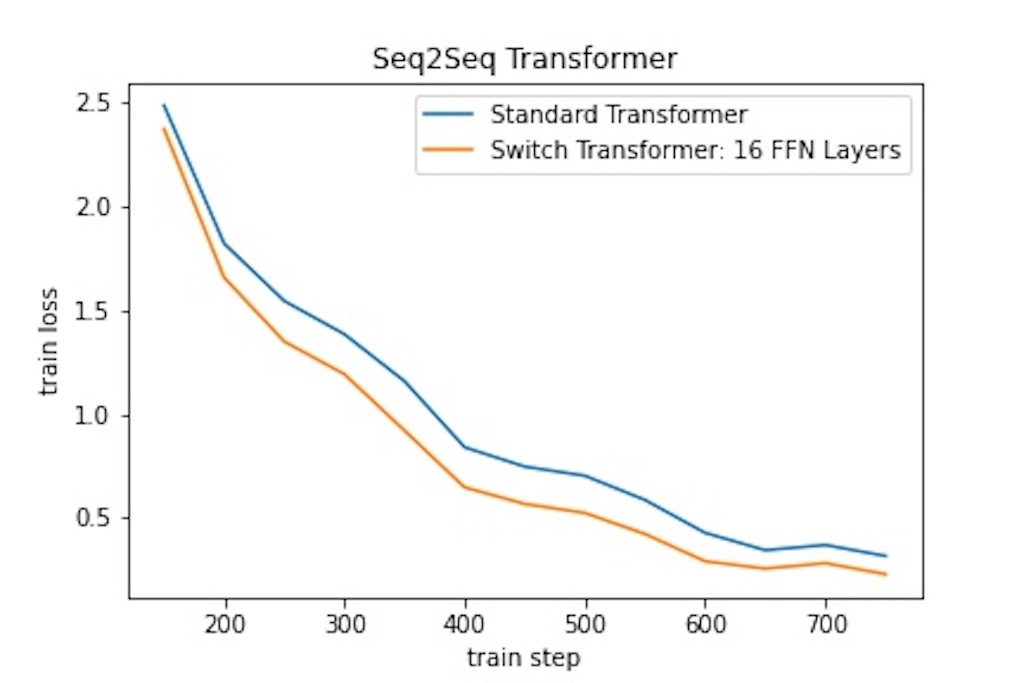 Seq2Seq Transformer
Standard Transformer
Switch Transformer: 16 FFN Layers
train loss
2.5
2.0
1.5
1.0
0.5
200 300 400 500 600 700
train step